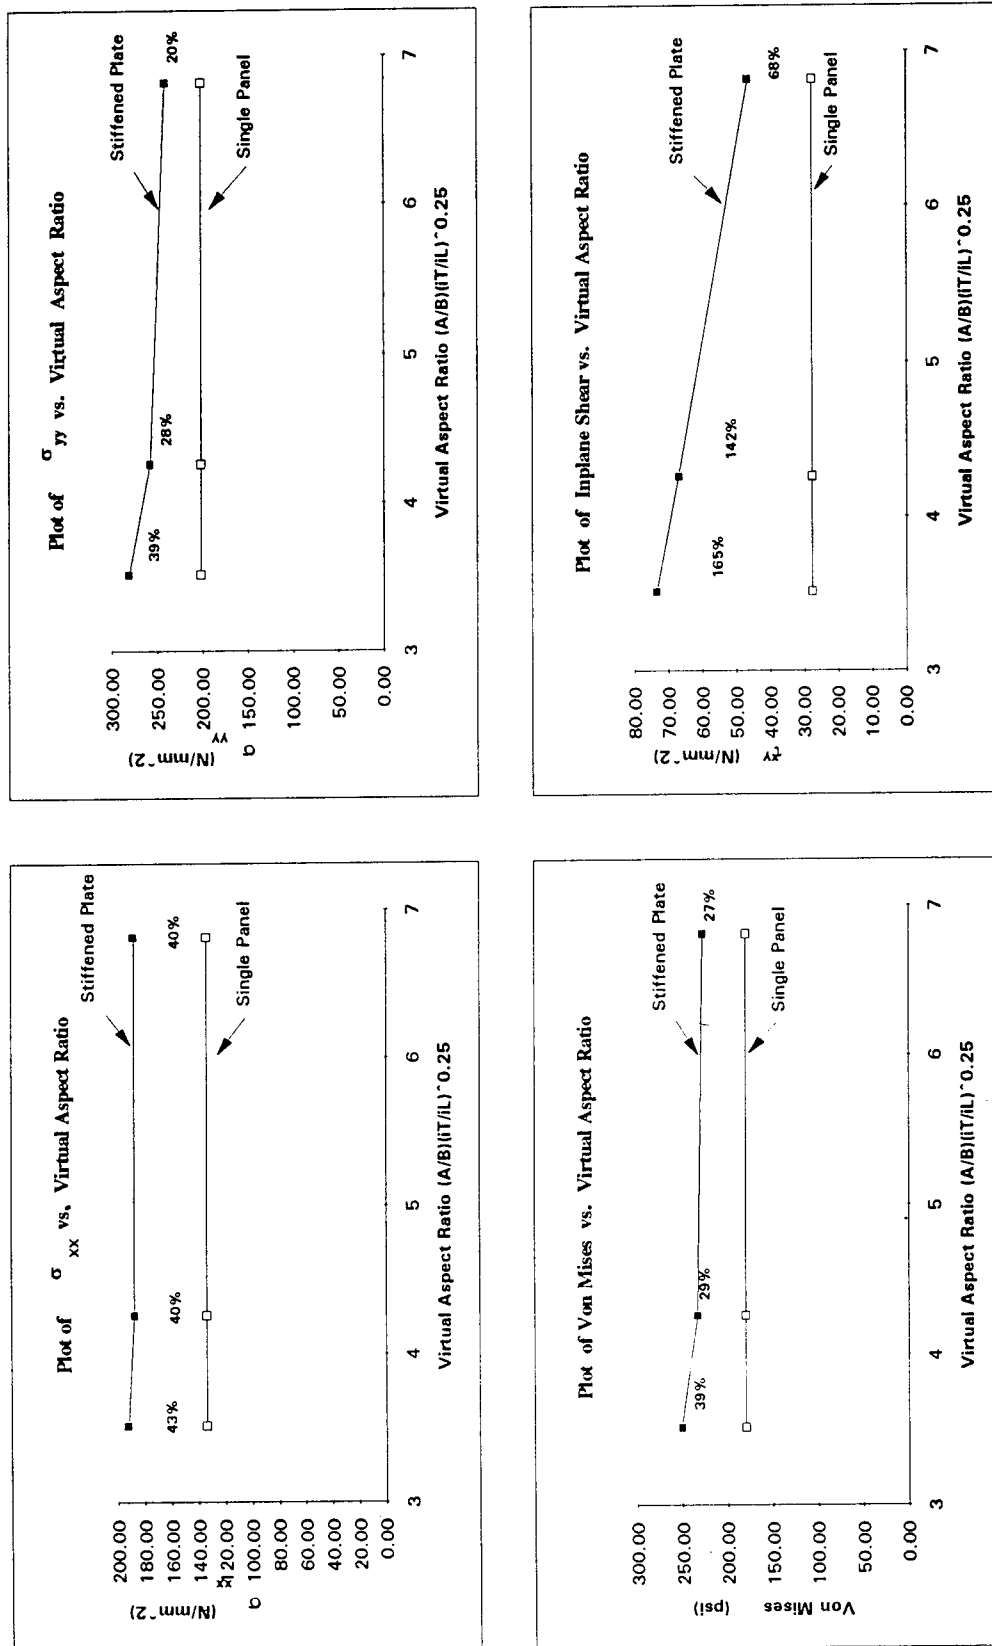 Plot of σ xx vs. Virtual Aspect Ratio
200.00
180.00
160.00
140.00
120.00
100.00
80.00
60.00
40.00
20.00
0.00
σ xx
(N/mm^2)
43%
40%
40%
Stiffened Plate
Single Panel
3
4
5
6
7
Virtual Aspect Ratio (A/B)(iT/iL)^0.25
Plot of σ yy vs. Virtual Aspect Ratio
300.00
250.00
200.00
150.00
100.00
50.00
0.00
σ YY
(N/mm^2)
39%
28%
20%
Stiffened Plate
Single Panel
3
4
5
6
7
Virtual Aspect Ratio (A/B)(iT/iL)^0.25
Plot of Von Mises vs. Virtual Aspect Ratio
300.00
250.00
200.00
150.00
100.00
50.00
0.00
Von Mises
(psi)
39%
29%
27%
Stiffened Plate
Single Panel
3
4
5
6
7
Virtual Aspect Ratio (A/B)(iT/iL)^0.25
Plot of Inplane Shear vs. Virtual Aspect Ratio
80.00
70.00
60.00
50.00
40.00
30.00
20.00
10.00
0.00
τ XY
(N/mm^2)
165%
142%
68%
Stiffened Plate
Single Panel
3
4
5
6
7
Virtual Aspect Ratio (A/B)(iT/iL)^0.25